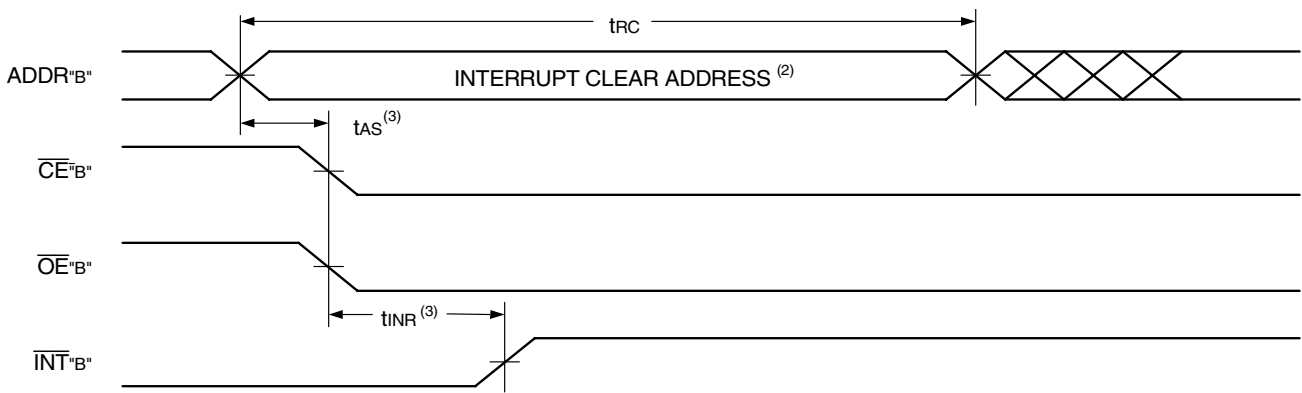 tRC
ADDR"B"
INTERRUPT CLEAR ADDRESS (2)
tAS(3)
CE"B"
OE"B"
tINR(3)
INT"B"